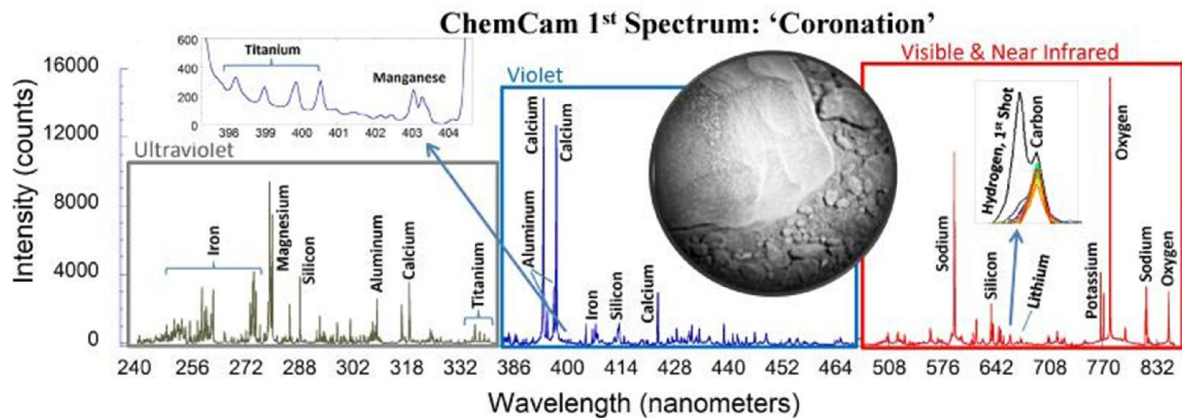 ChemCam 1st Spectrum: 'Coronation'
600
400
200
0
Titanium
Manganese
398 399 400 401 402 403 404
Ultraviolet
Violet
Visible & Near Infrared
16000
12000
8000
4000
0
Intensity (counts)
Iron
Magnesium
Silicon
Aluminum
Calcium
Titanium
Calcium
Calcium
Aluminum
Iron
Silicon
Calcium
Sodium
Silicon
Hydrogen, 1st Shot
Carbon
Lithium
Potassium
Oxygen
Sodium
Oxygen
240 256 272 288 302 316 332 386 400 414 428 440 452 466 508 576 642 708 770 832
Wavelength (nanometers)